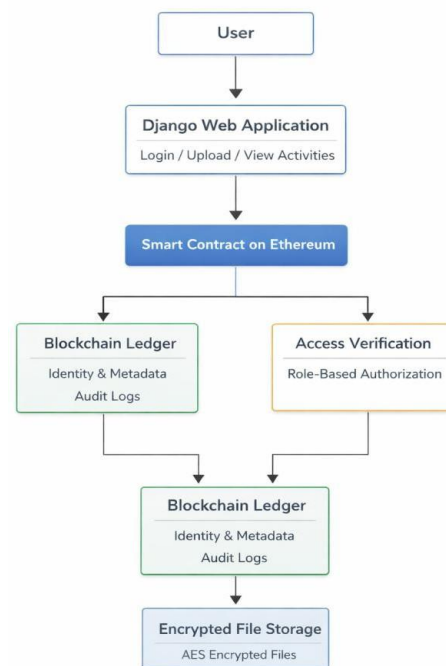 User
Django Web Application
Login / Upload / View Activities
Smart Contract on Ethereum
Blockchain Ledger
Identity & Metadata
Audit Logs
Access Verification
Role-Based Authorization
Blockchain Ledger
Identity & Metadata
Audit Logs
Encrypted File Storage
AES Encrypted Files